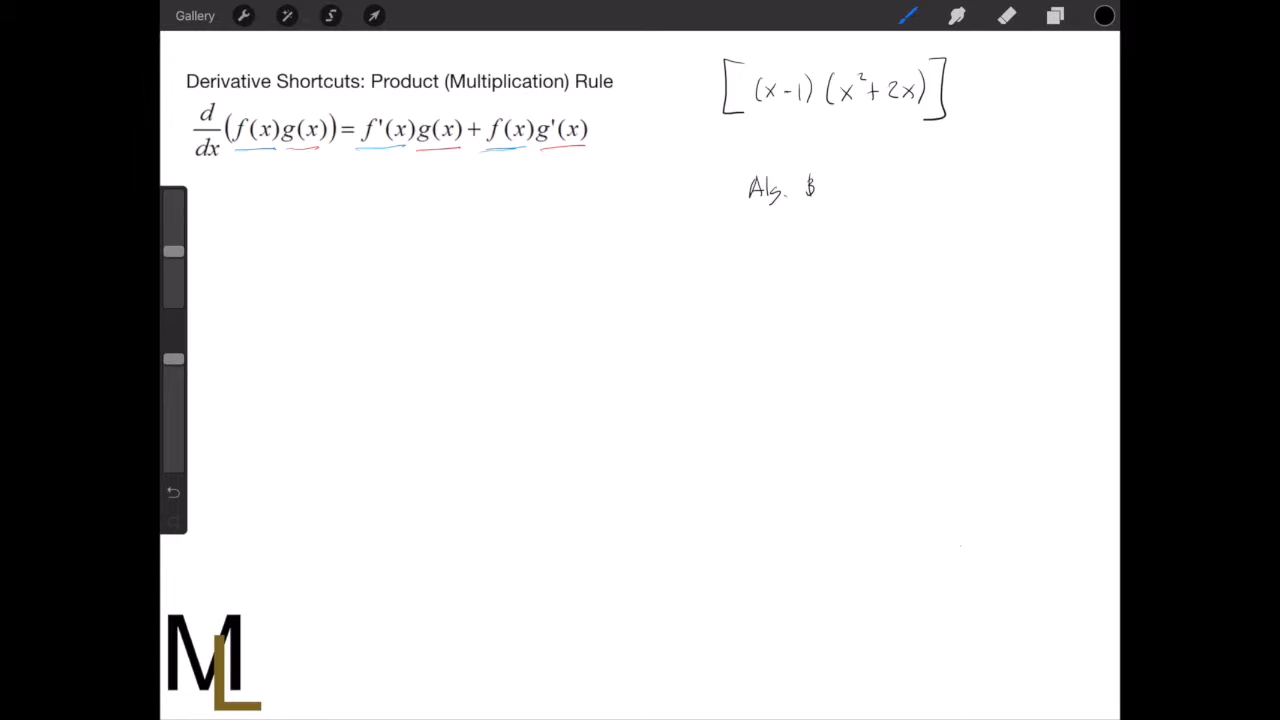 Gallery
Derivative Shortcuts: Product (Multiplication) Rule
d/dx (f(x)g(x)) = f'(x)g(x) + f(x)g'(x)
[(x-1)(x²+2x)]
Alg.
ML